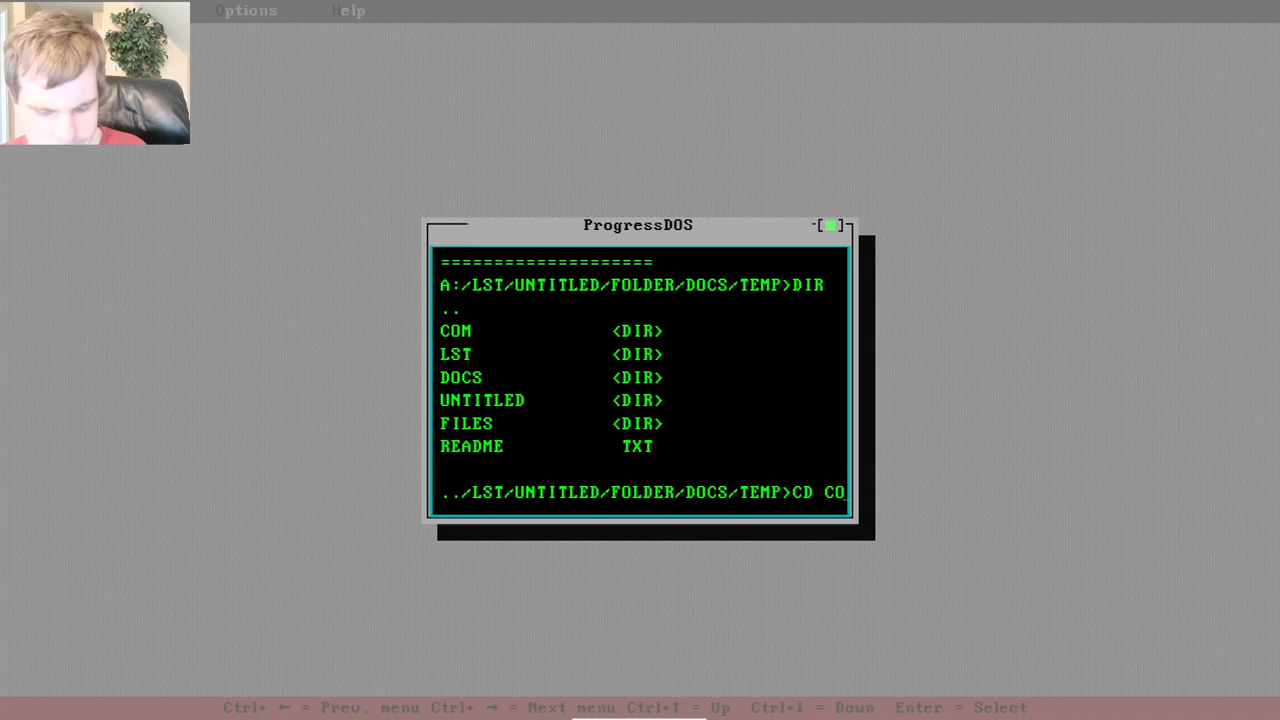 Options Help
ProgressDOS
-[■]
====================
A:/LST/UNTITLED/FOLDER/DOCS/TEMP>DIR
..
COM <DIR>
LST <DIR>
DOCS <DIR>
UNTITLED <DIR>
FILES <DIR>
README TXT
../LST/UNTITLED/FOLDER/DOCS/TEMP>CD CO_
Ctrl+ ← = Prev. menu Ctrl+ → = Next menu Ctrl+↑ = Up Ctrl+↓ = Down Enter = Select